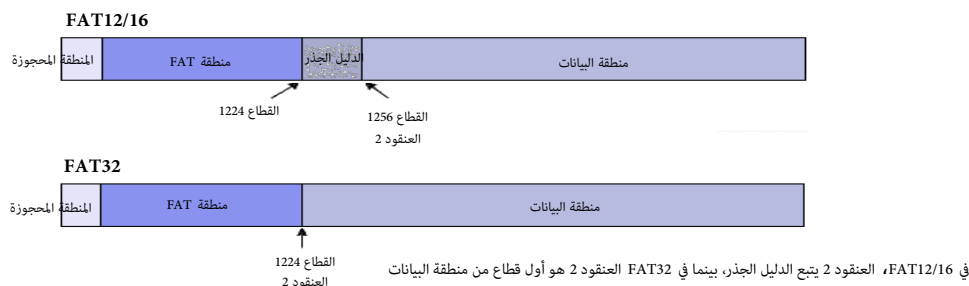 FAT12/16
المنطقة المحجوزة
منطقة FAT
الدليل الجذر
منطقة البيانات
القطاع 1224
القطاع 1256
العنقود 2
FAT32
المنطقة المحجوزة
منطقة FAT
منطقة البيانات
القطاع 1224
العنقود 2
في FAT12/16، العنقود 2 يتبع الدليل الجذر، بينما في FAT32 العنقود 2 هو أول قطاع من منطقة البيانات